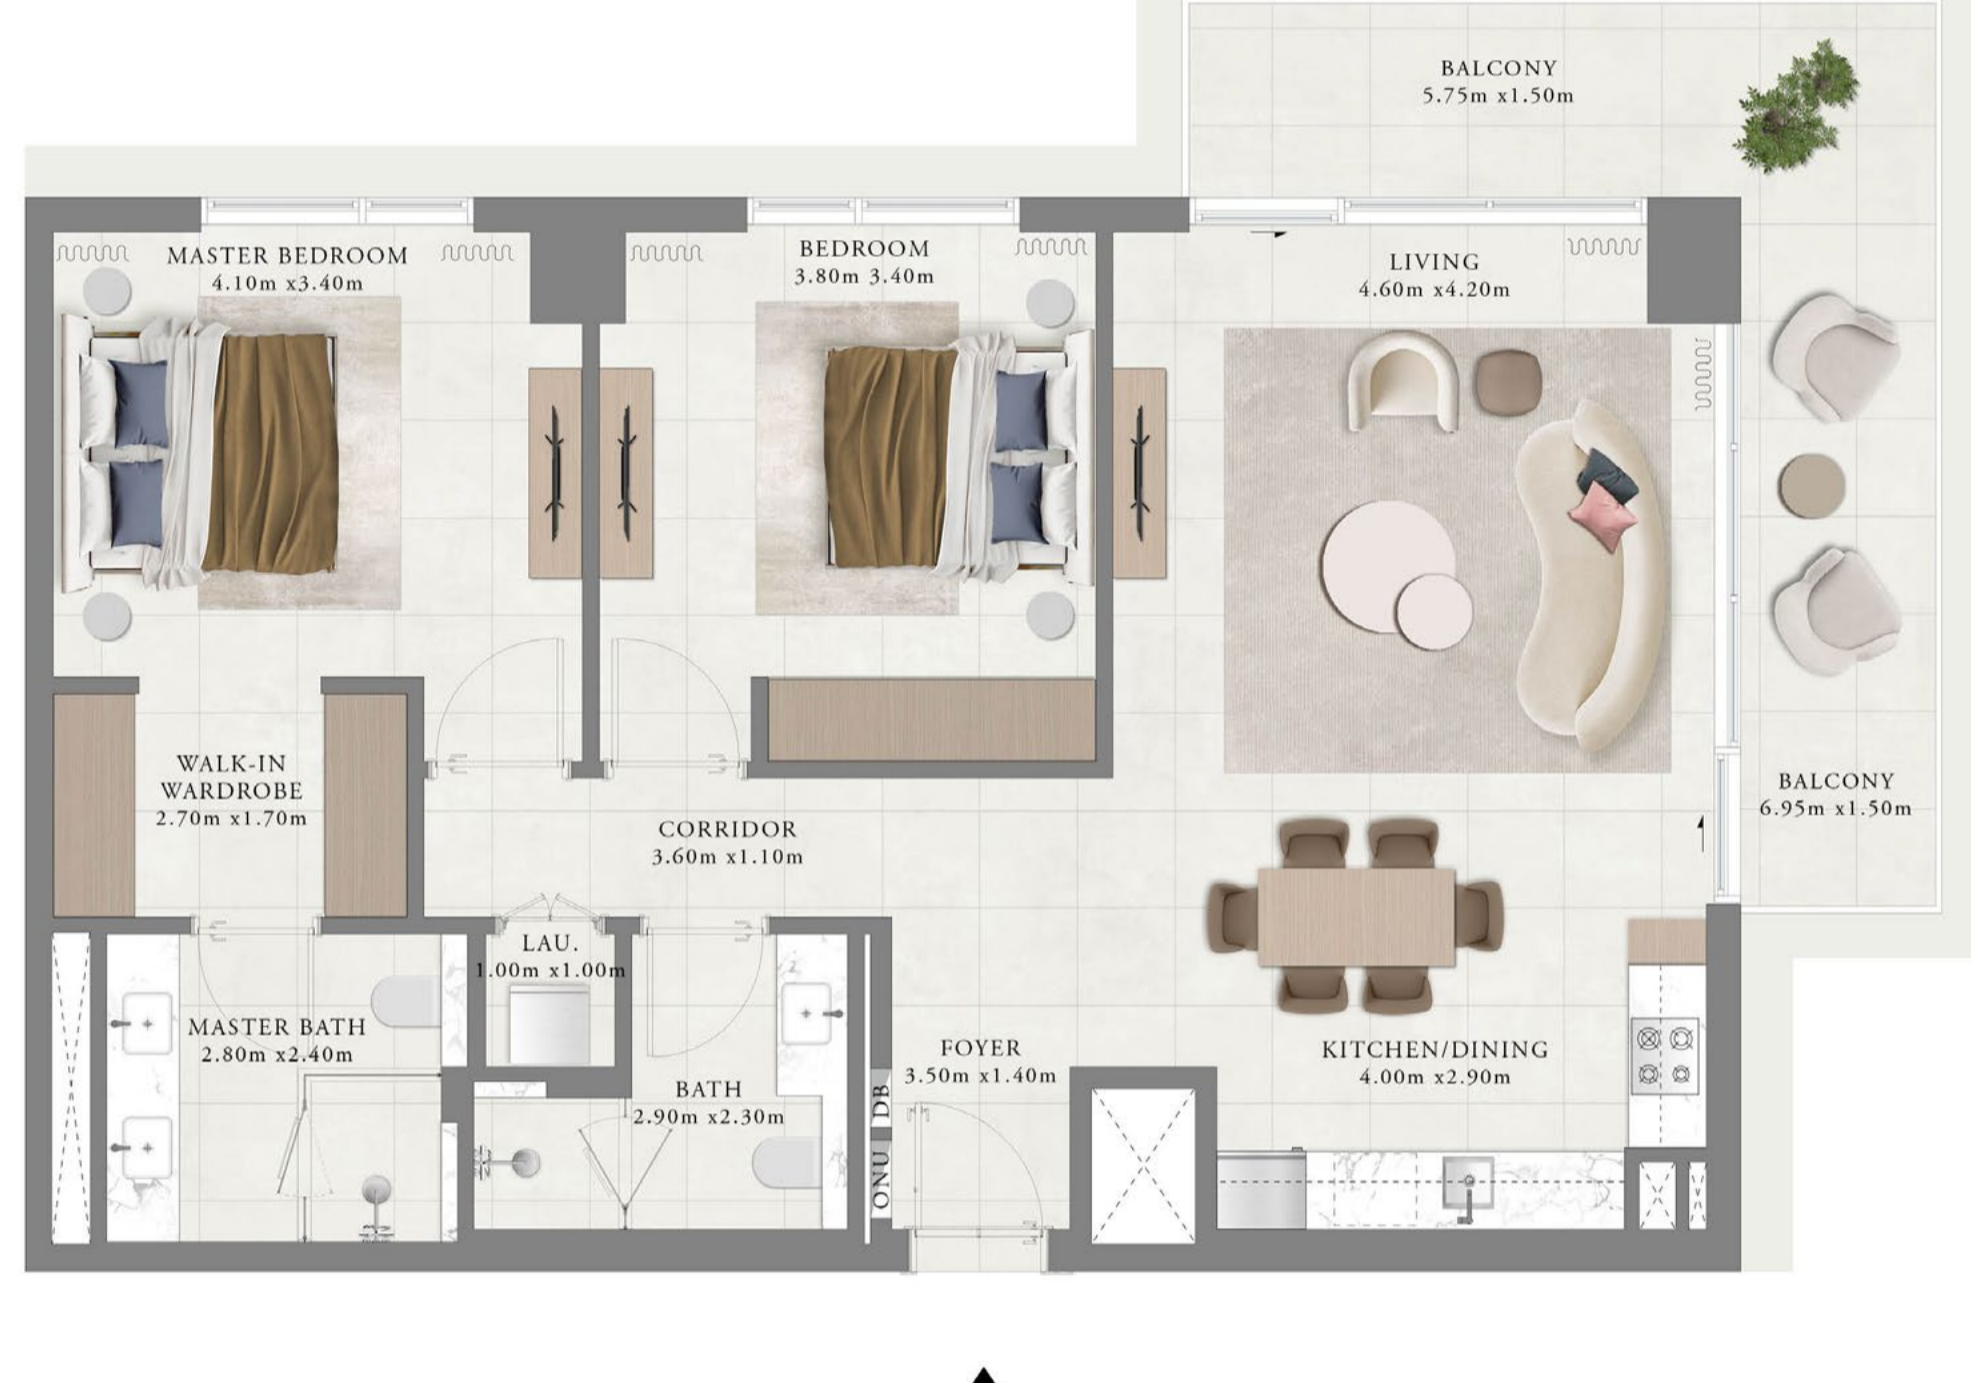 BALCONY
5.75m x1.50m
MASTER BEDROOM
4.10m x3.40m
BEDROOM
3.80m 3.40m
LIVING
4.60m x4.20m
WALK-IN
WARDROBE
2.70m x1.70m
CORRIDOR
3.60m x1.10m
BALCONY
6.95m x1.50m
LAU.
1.00m x1.00m
MASTER BATH
2.80m x2.40m
BATH
2.90m x2.30m
DB
ONU
FOYER
3.50m x1.40m
KITCHEN/DINING
4.00m x2.90m